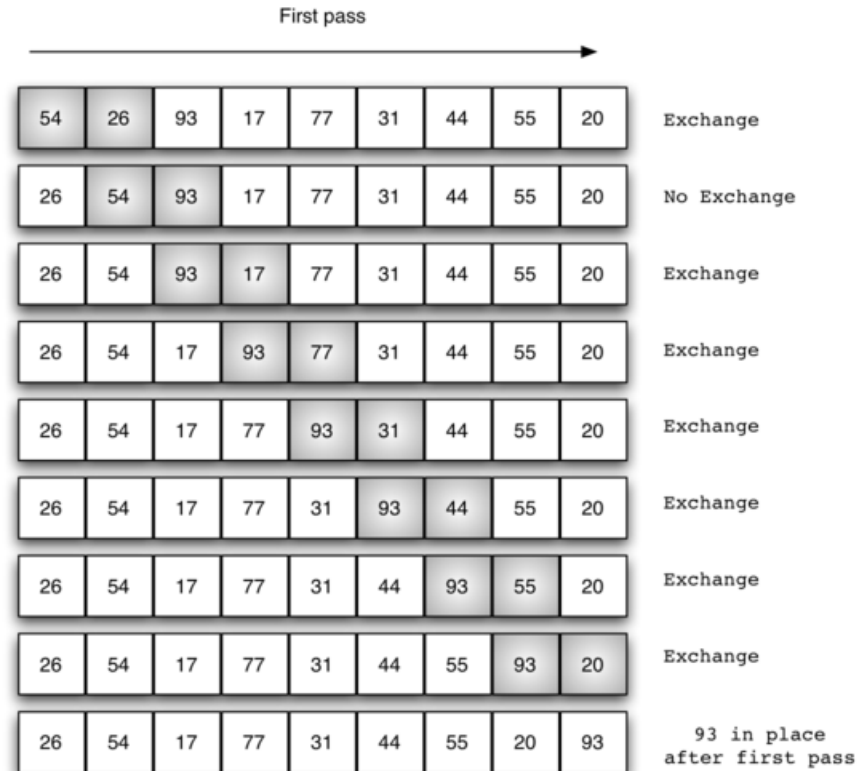 First pass
54 26 93 17 77 31 44 55 20 Exchange
26 54 93 17 77 31 44 55 20 No Exchange
26 54 93 17 77 31 44 55 20 Exchange
26 54 17 93 77 31 44 55 20 Exchange
26 54 17 77 93 31 44 55 20 Exchange
26 54 17 77 31 93 44 55 20 Exchange
26 54 17 77 31 44 93 55 20 Exchange
26 54 17 77 31 44 55 93 20 Exchange
26 54 17 77 31 44 55 20 93 93 in place
after first pass